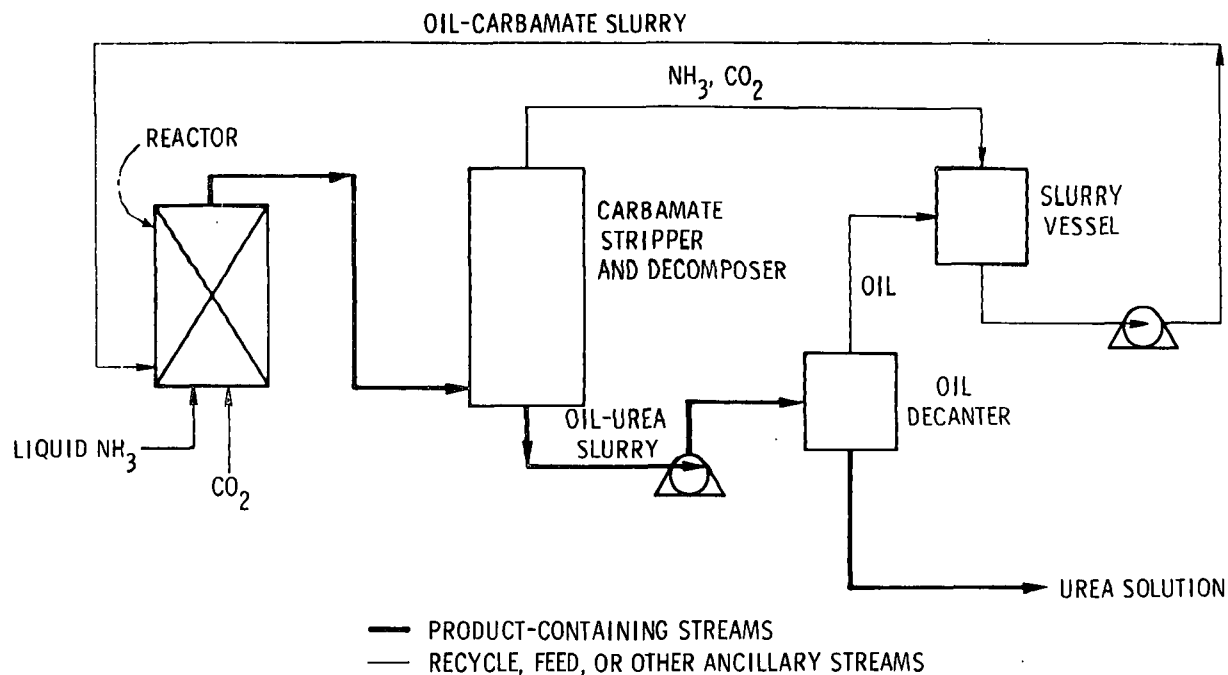 OIL-CARBAMATE SLURRY
NH3, CO2
REACTOR
CARBAMATE
STRIPPER
AND DECOMPOSER
SLURRY
VESSEL
OIL
OIL
DECANTER
OIL-UREA
SLURRY
LIQUID NH3
CO2
UREA SOLUTION
PRODUCT-CONTAINING STREAMS
RECYCLE, FEED, OR OTHER ANCILLARY STREAMS